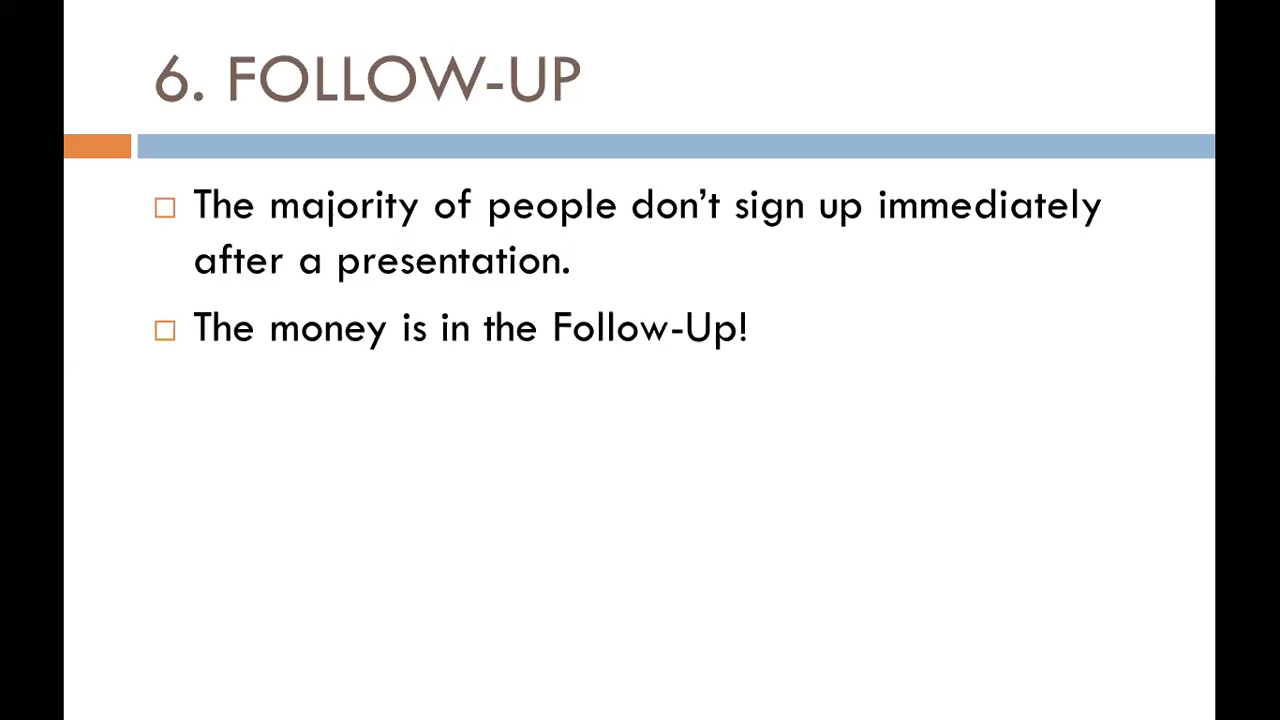 6. FOLLOW-UP
The majority of people don’t sign up immediately
after a presentation.
The money is in the Follow-Up!